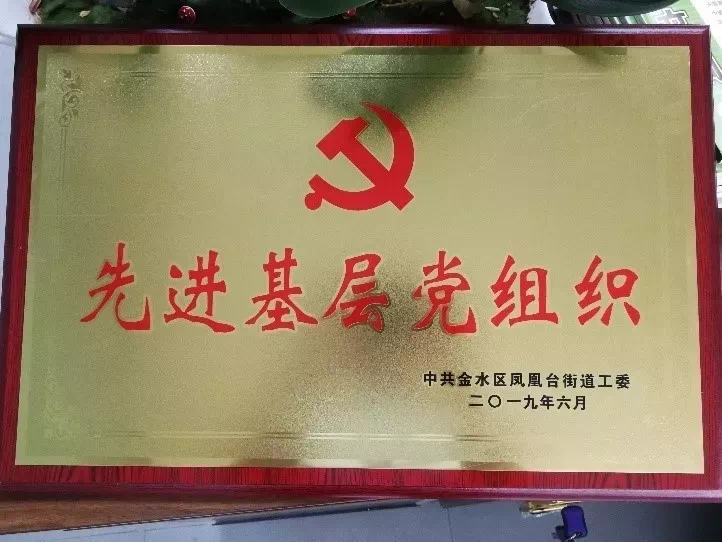 先进基层党组织
中共金水区凤凰台街道工委
二〇一九年六月